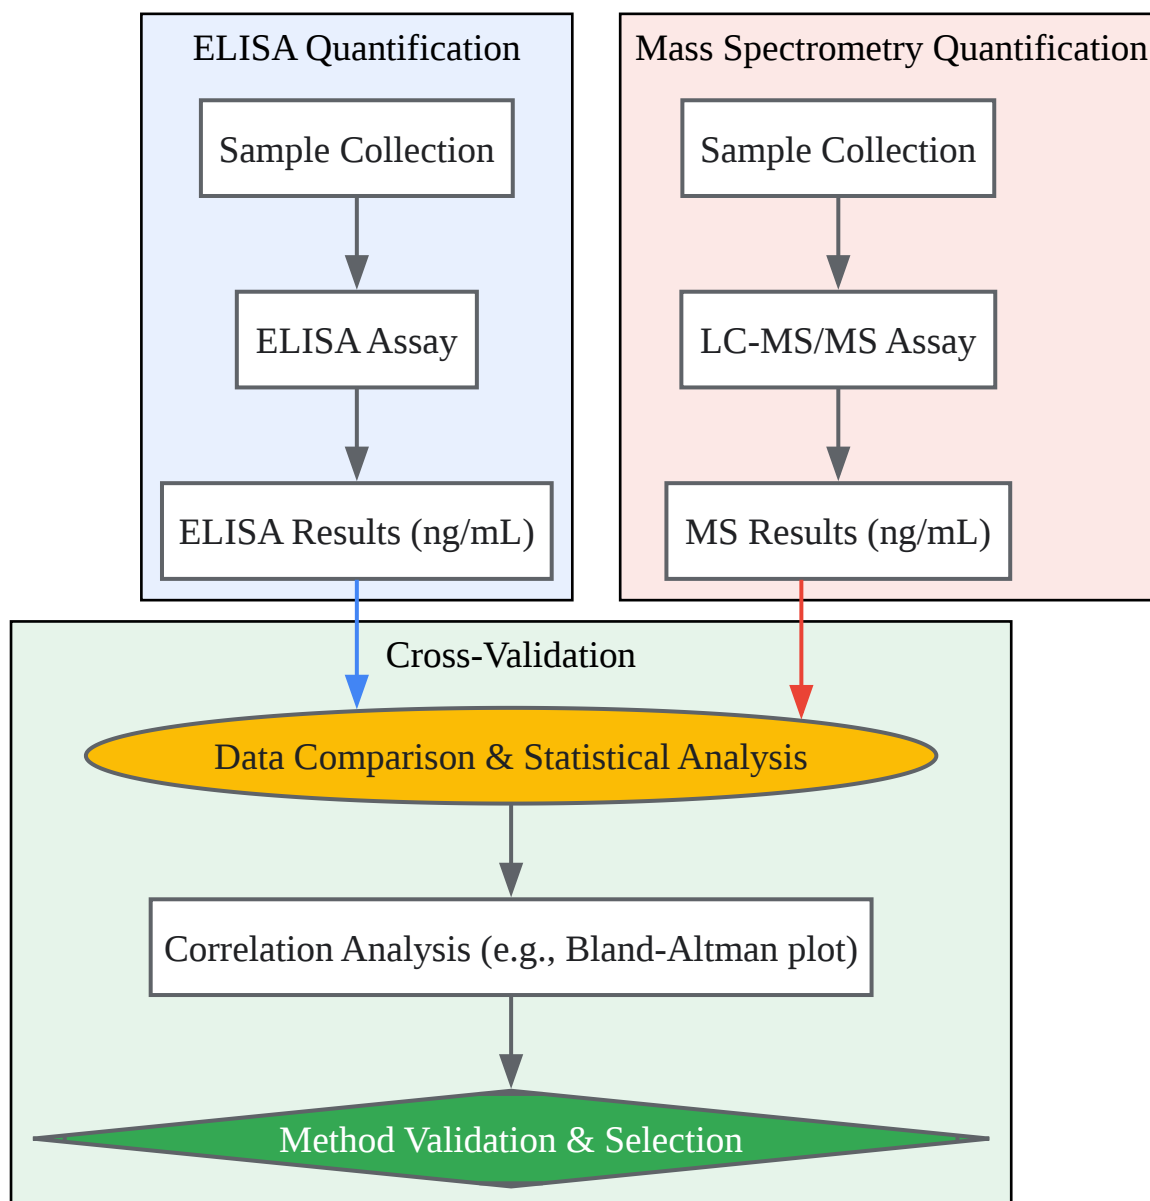 ELISA Quantification
Sample Collection
ELISA Assay
ELISA Results (ng/mL)
Mass Spectrometry Quantification
Sample Collection
LC-MS/MS Assay
MS Results (ng/mL)
Cross-Validation
Data Comparison & Statistical Analysis
Correlation Analysis (e.g., Bland-Altman plot)
Method Validation & Selection